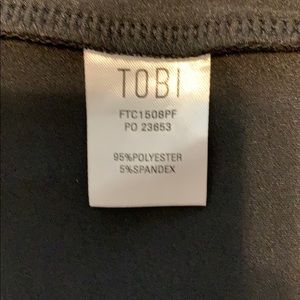 TOBI
FTC1508PF
PO 23653
95%POLYESTER
5%SPANDEX